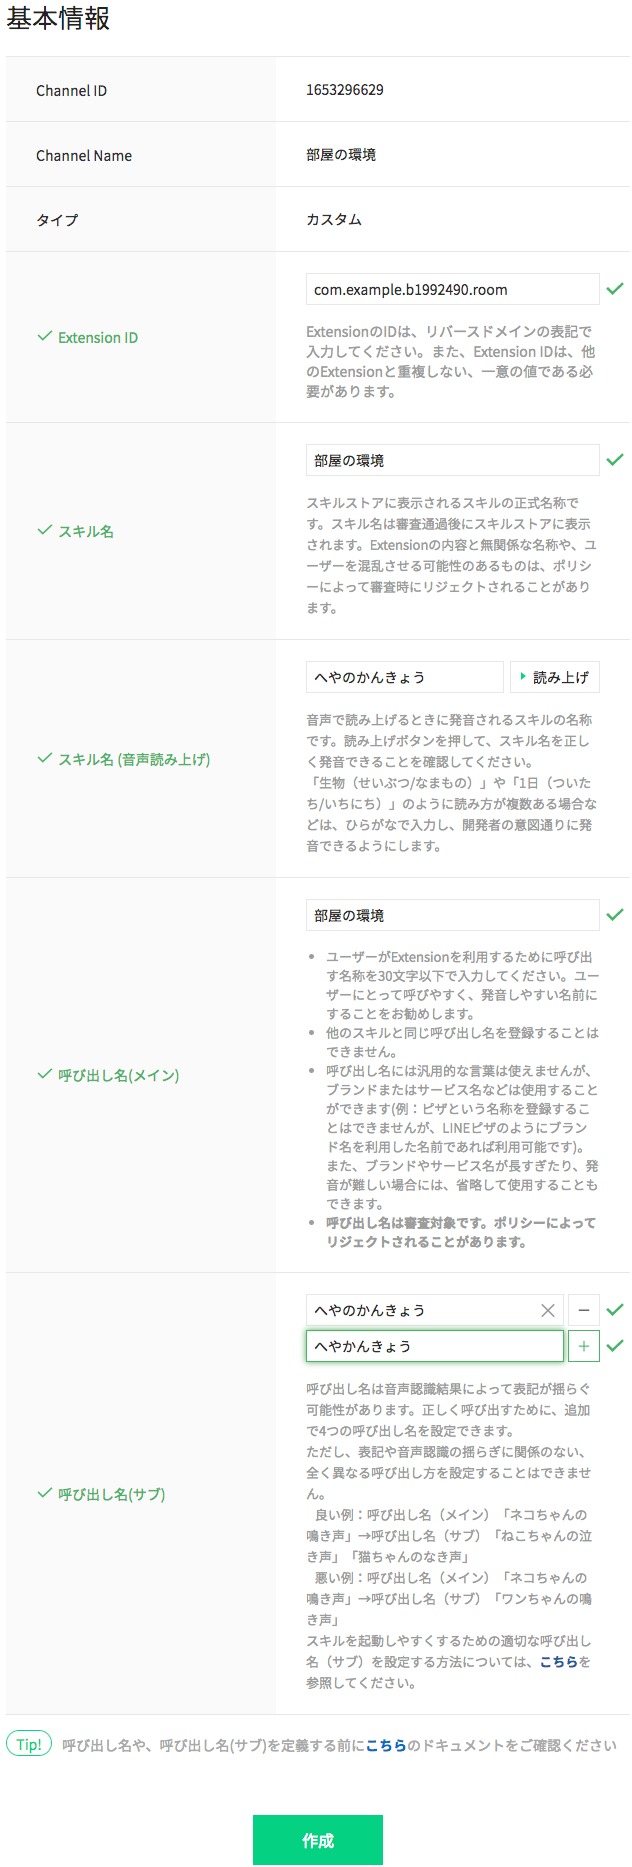 基本情報
Channel ID
1653296629
Channel Name
部屋の環境
タイプ
カスタム
Extension ID
com.example.b1992490.room
ExtensionのIDは、リバースドメインの表記で
入力してください。また、Extension IDは、他
のExtensionと重複しない、一意の値である必
要があります。
スキル名
部屋の環境
スキルストアに表示されるスキルの正式名称で
す。スキル名は審査通過後にスキルストアに表示
されます。Extensionの内容と無関係な名称や、ユ
ーザーを混乱させる可能性のあるものは、ポリシ
ーによって審査時にリジェクトされることがあり
ます。
スキル名 (音声読み上げ)
へやのかんきょう
読み上げ
音声で読み上げるときに発音されるスキルの名称
です。読み上げボタンを押して、スキル名を正し
く発音できることを確認してください。
「生物（せいぶつ/なまもの）」や「1日（ついた
ち/いちにち）」のように読み方が複数ある場合な
どは、ひらがなで入力し、開発者の意図通りに発
音できるようにします。
呼び出し名(メイン)
部屋の環境
• ユーザーがExtensionを利用するために呼び出
す名称を30文字以下で入力してください。ユー
ザーにとって呼びやすく、発音しやすい名前に
することをお勧めします。
• 他のスキルと同じ呼び出し名を登録することは
できません。
• 呼び出し名には汎用的な言葉は使えませんが、
ブランドまたはサービス名などは使用すること
ができます(例：ピザという名称を登録するこ
とはできませんが、LINEピザのようにブラン
ド名を利用した名前であれば利用可能です)。
また、ブランドやサービス名が長すぎたり、発
音が難しい場合には、省略して使用することも
できます。
• 呼び出し名は審査対象です。ポリシーによって
リジェクトされることがあります。
呼び出し名(サブ)
へやのかんきょう
へやかんきょう
呼び出し名は音声認識結果によって表記が揺らぐ
可能性があります。正しく呼び出すために、追加
で4つの呼び出し名を設定できます。
ただし、表記や音声認識の揺らぎに関係のない、
全く異なる呼び出し方を設定することはできませ
ん。
良い例：呼び出し名（メイン）「ネコちゃんの
鳴き声」→呼び出し名（サブ）「ねこちゃんの泣
き声」「猫ちゃんのなき声」
悪い例：呼び出し名（メイン）「ネコちゃんの
鳴き声」→呼び出し名（サブ）「ワンちゃんの鳴
き声」
スキルを起動しやすくするための適切な呼び出し
名（サブ）を設定する方法については、こちらを
参照してください。
Tip! 呼び出し名や、呼び出し名(サブ)を定義する前にこちらのドキュメントをご確認ください
作成